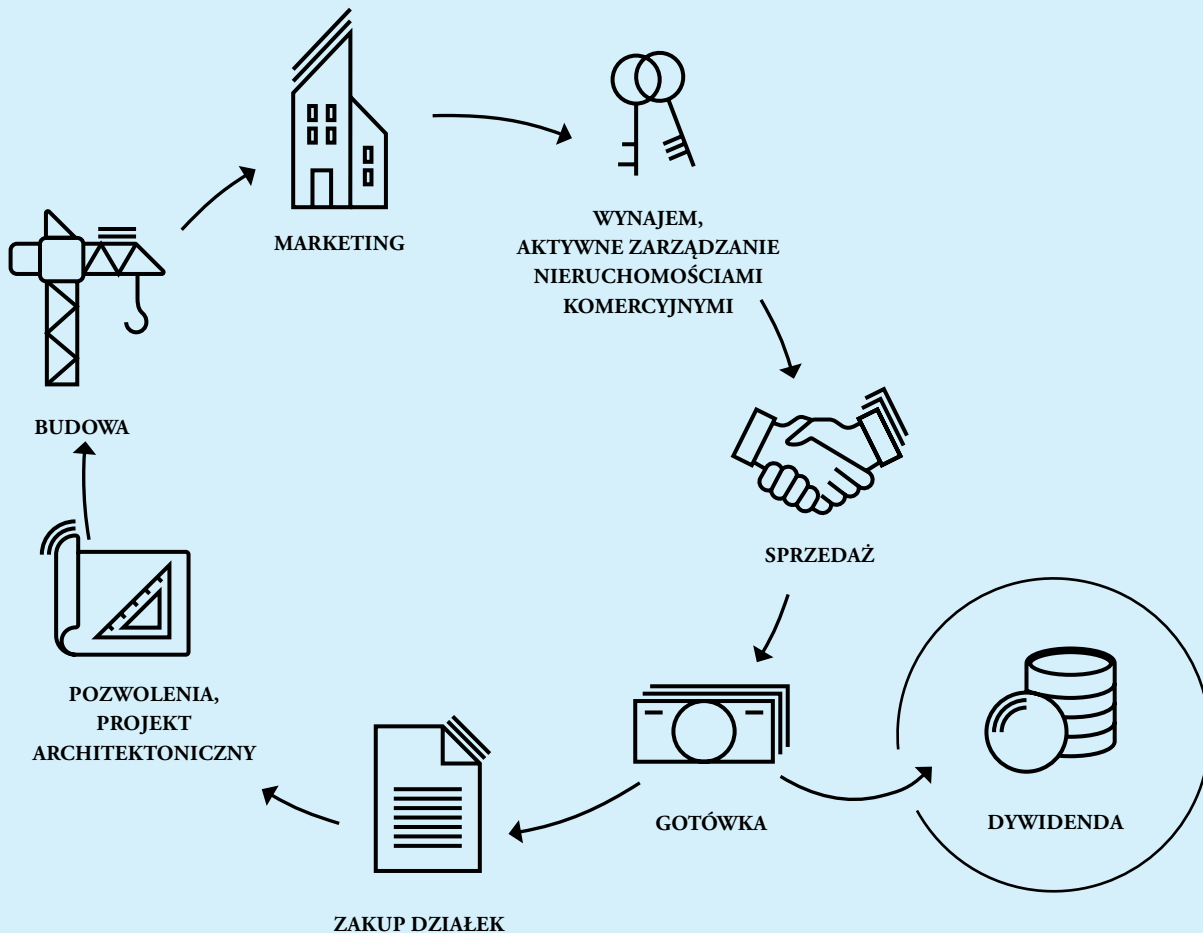 MARKETING
WYNAJEM,
AKTYWNE ZARZĄDZANIE
NIERUCHOMOŚCIAMI
KOMERCYJNYMI
BUDOWA
SPRZEDAŻ
POZWOLENIA,
PROJEKT
ARCHITEKTONICZNY
GOTÓWKA
DYWIDENDA
ZAKUP DZIAŁEK